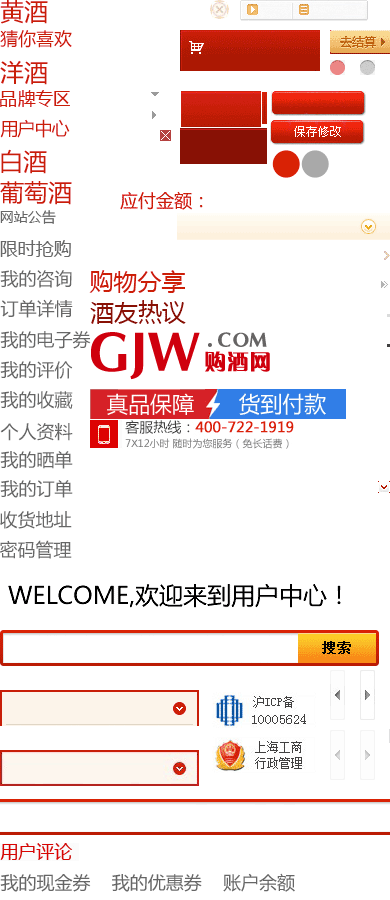 黄酒
猜你喜欢
去结算
洋酒
品牌专区
用户中心
保存修改
白酒
葡萄酒
应付金额：
网站公告
限时抢购
我的咨询
购物分享
订单详情
酒友热议
我的电子券
GJW.COM
购酒网
我的评价
我的收藏
真品保障 货到付款
个人资料
客服热线：400-722-1919
7X12小时 随时为您服务（免长话费）
我的晒单
我的订单
收货地址
密码管理
WELCOME,欢迎来到用户中心！
搜索
沪ICP备
10005624
上海工商
行政管理
用户评论
我的现金券 我的优惠券 账户余额